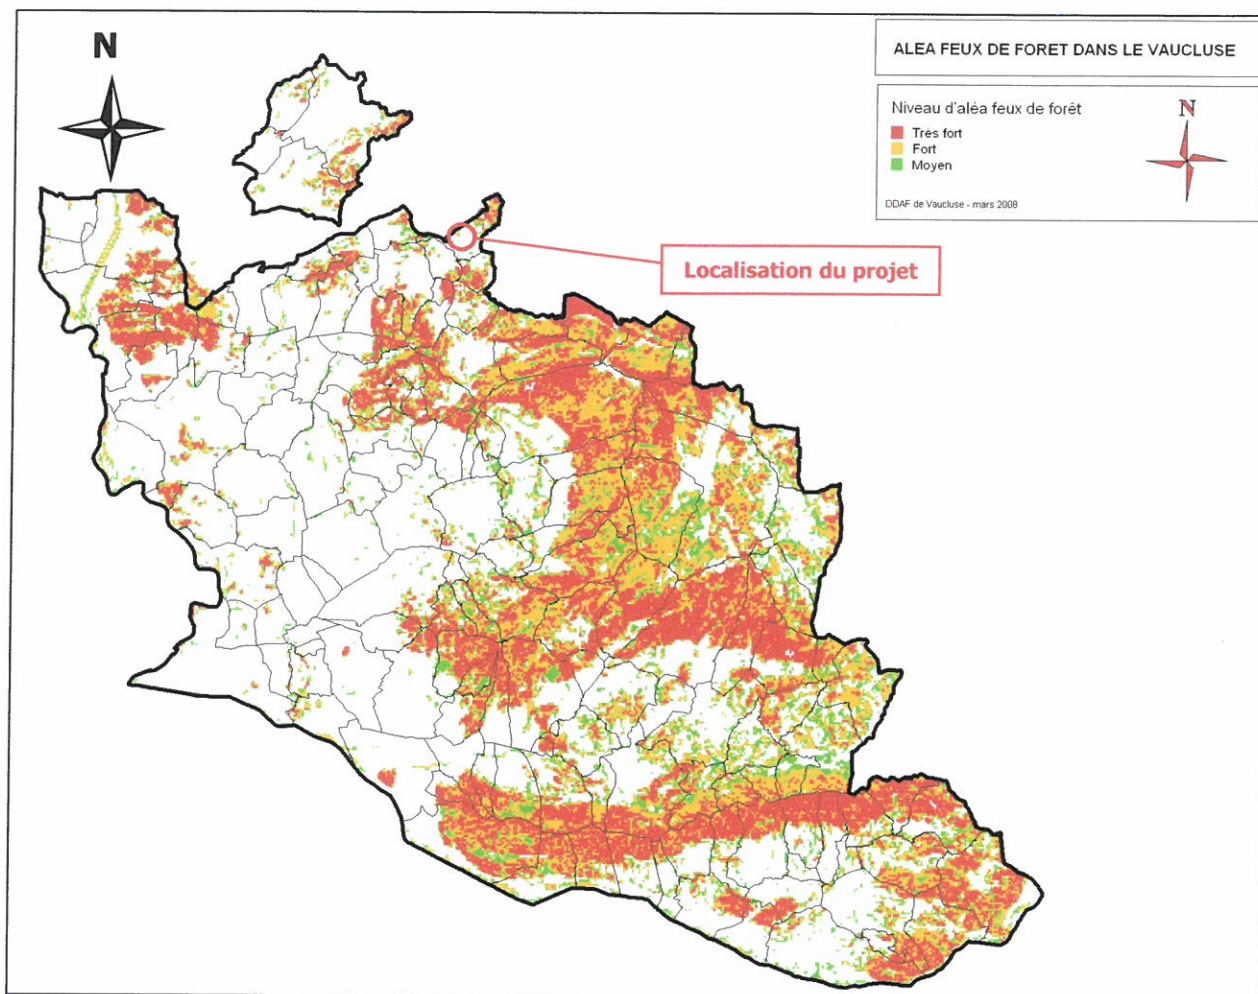 N
ALEA FEUX DE FORET DANS LE VAUCLUSE
Niveau d'aléa feux de forêt
N
Très fort
Fort
Moyen
DDAF de Vaucluse - mars 2008
Localisation du projet